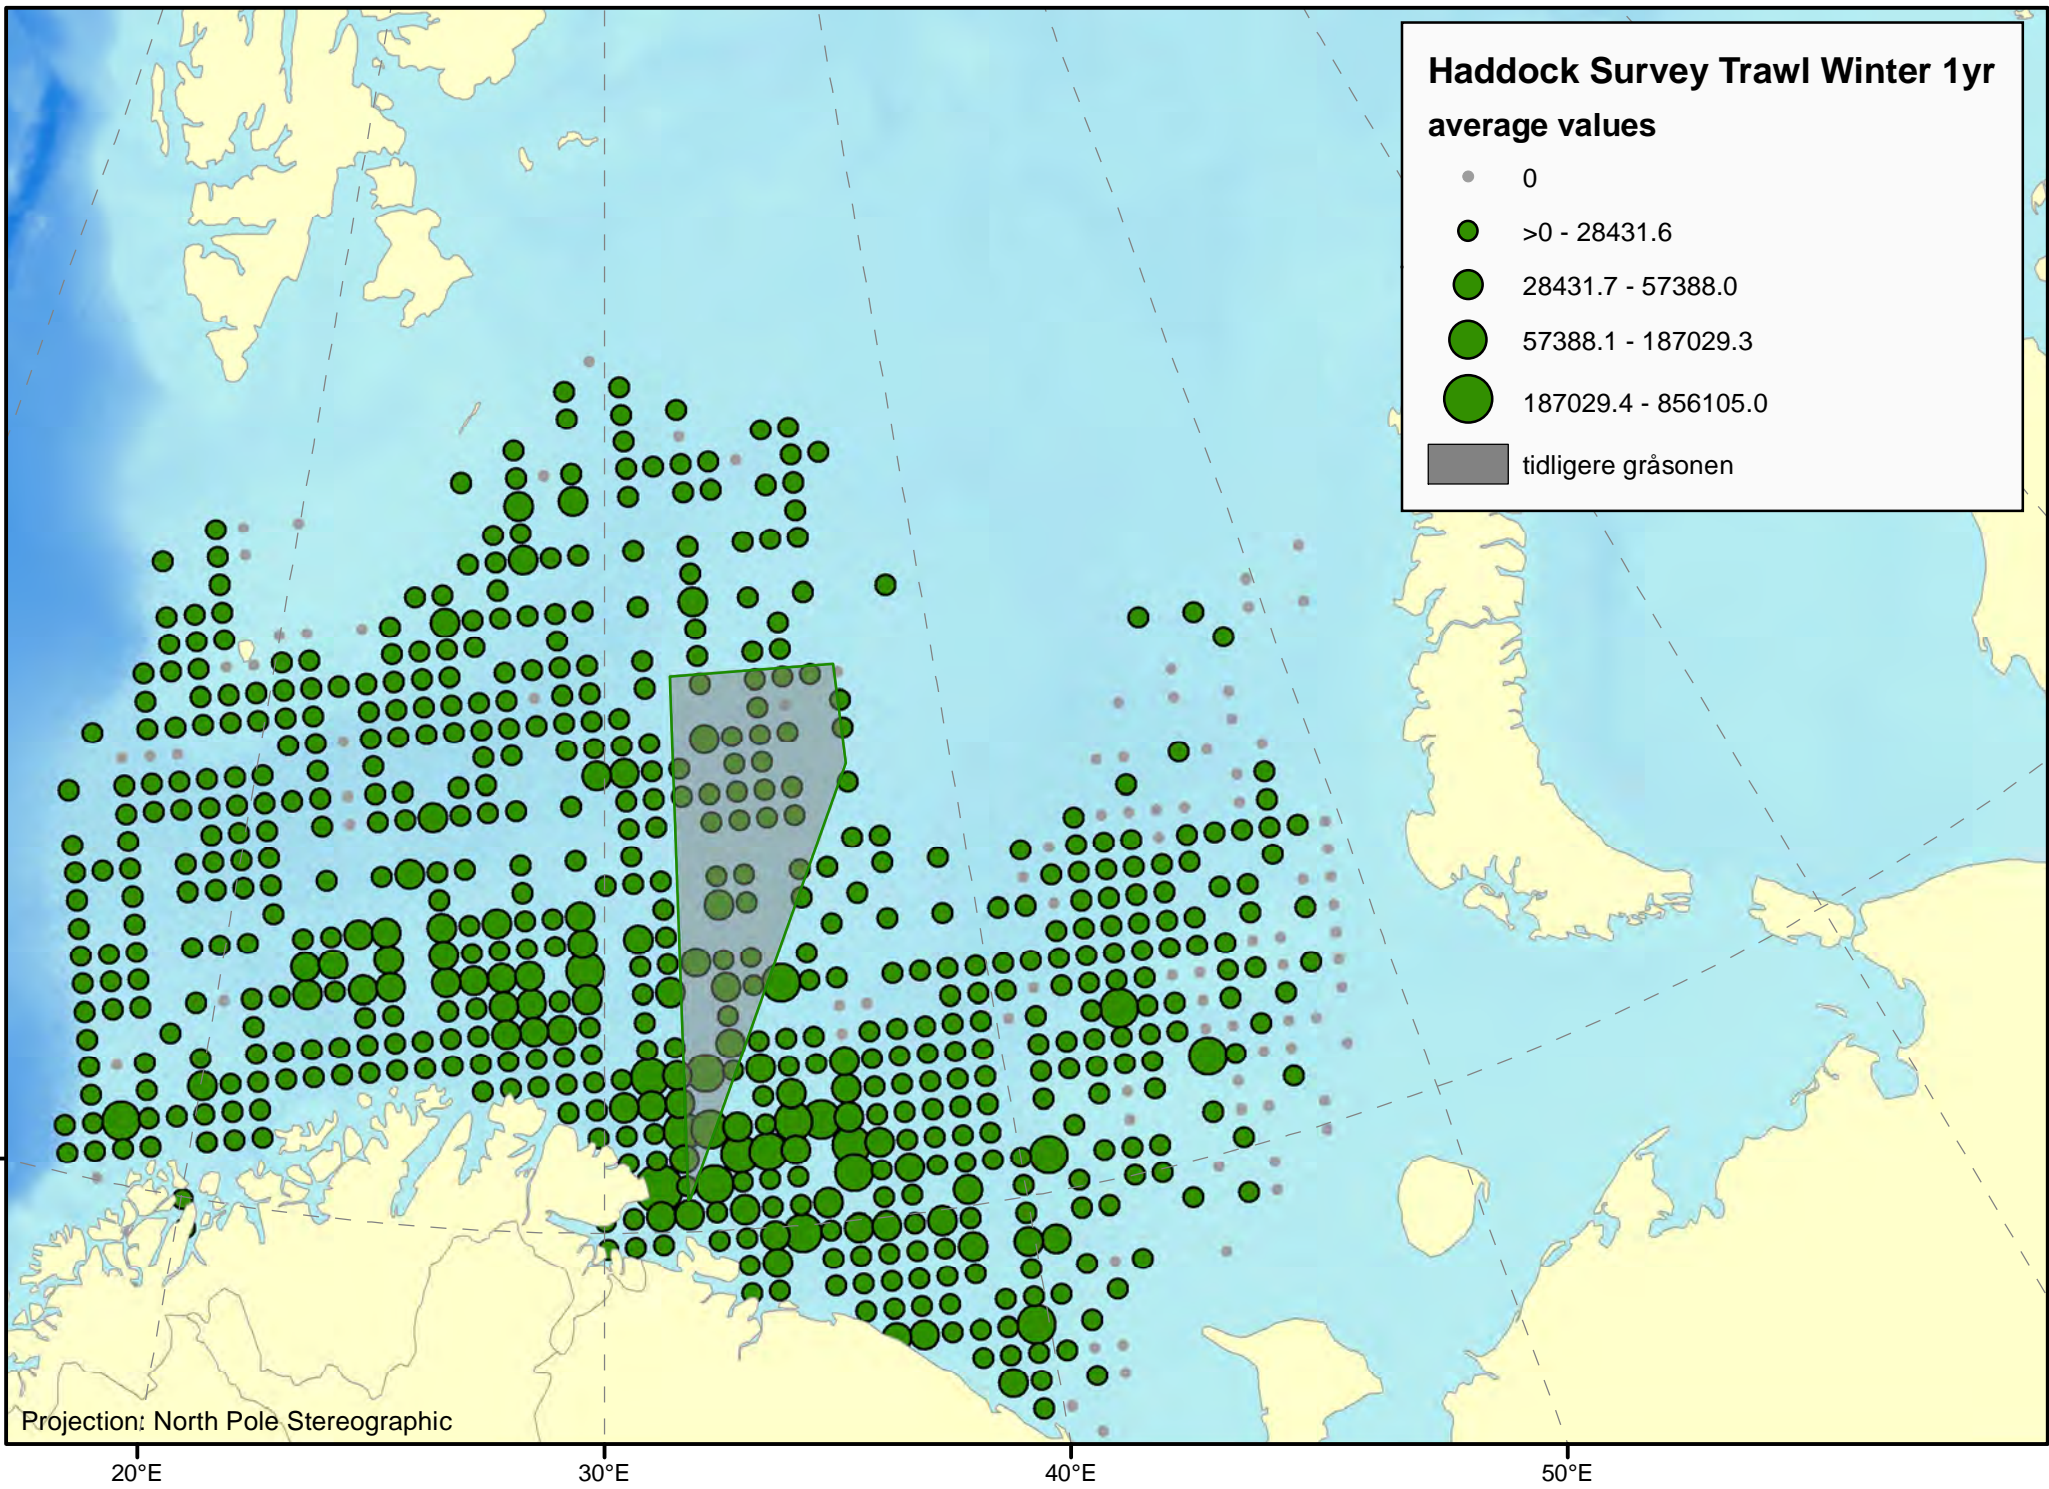 Haddock Survey Trawl Winter 1yr
average values
0
>0 - 28431.6
28431.7 - 57388.0
57388.1 - 187029.3
187029.4 - 856105.0
tidligere gråsonen
Projection: North Pole Stereographic
20°E 30°E 40°E 50°E